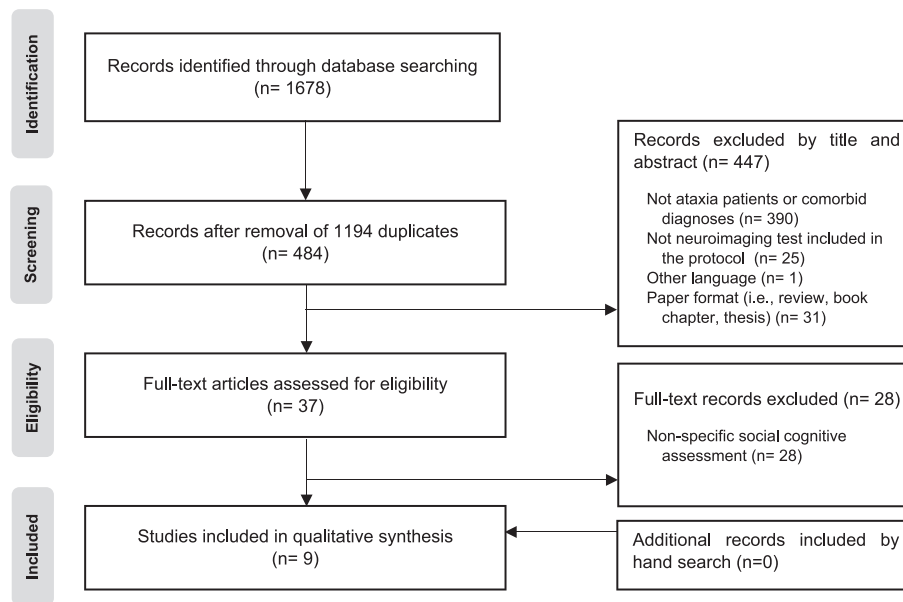 Identification
Records identified through database searching
(n= 1678)
Records excluded by title and
abstract (n= 447)
Not ataxia patients or comorbid
diagnoses (n= 390)
Not neuroimaging test included in
the protocol (n= 25)
Other language (n= 1)
Paper format (i.e., review, book
chapter, thesis) (n= 31)
Screening
Records after removal of 1194 duplicates
(n= 484)
Eligibility
Full-text articles assessed for eligibility
(n= 37)
Full-text records excluded (n= 28)
Non-specific social cognitive
assessment (n= 28)
Included
Studies included in qualitative synthesis
(n= 9)
Additional records included by
hand search (n=0)